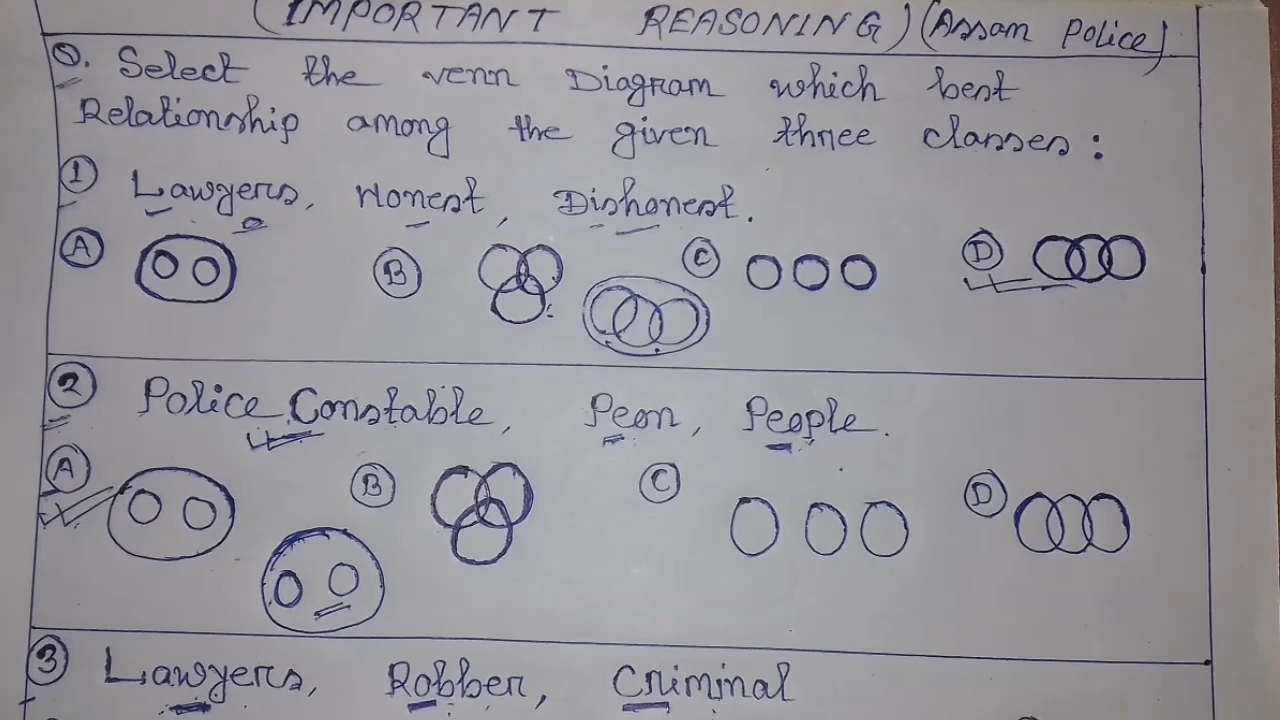 (IMPORTANT REASONING) (Assam Police)
Q. Select the venn Diagram which best
Relationship among the given three classes:
1 Lawyers, Honest, Dishonest.
A B C D
2 Police Constable, Peon, People.
A B C D
3 Lawyers, Robber, Criminal